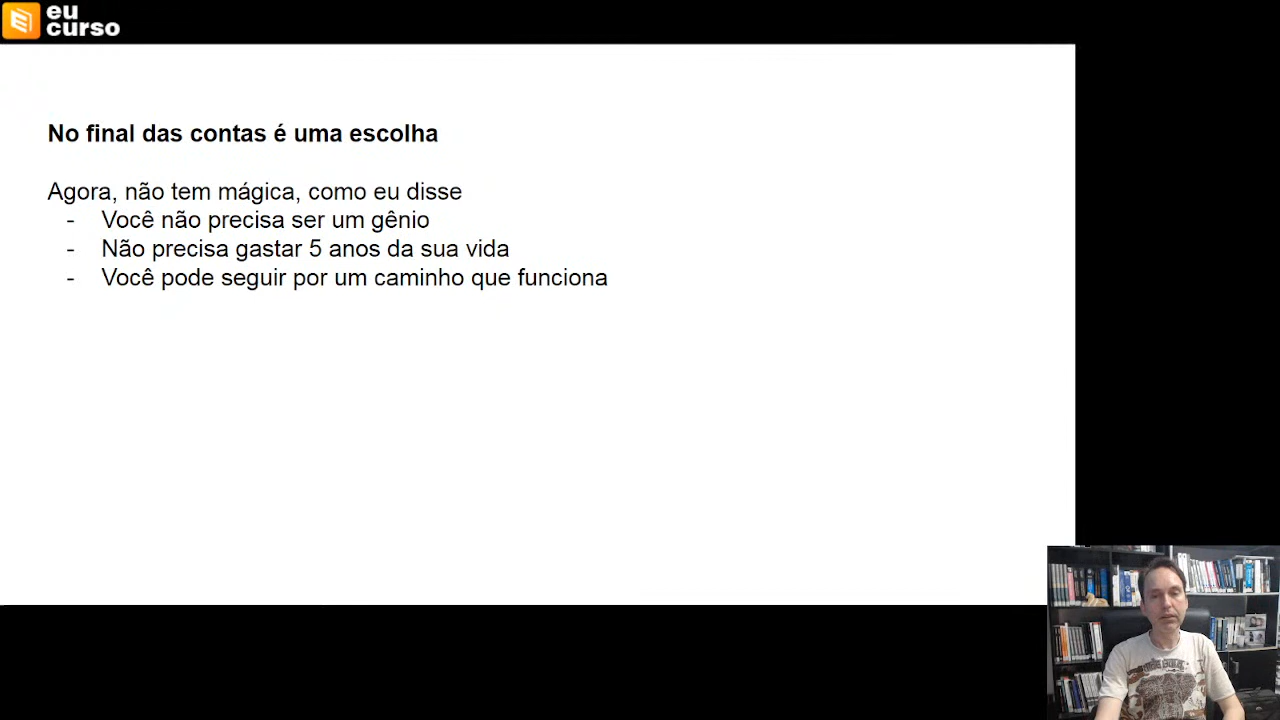 eu
curso
No final das contas é uma escolha
Agora, não tem mágica, como eu disse
- Você não precisa ser um gênio
- Não precisa gastar 5 anos da sua vida
- Você pode seguir por um caminho que funciona